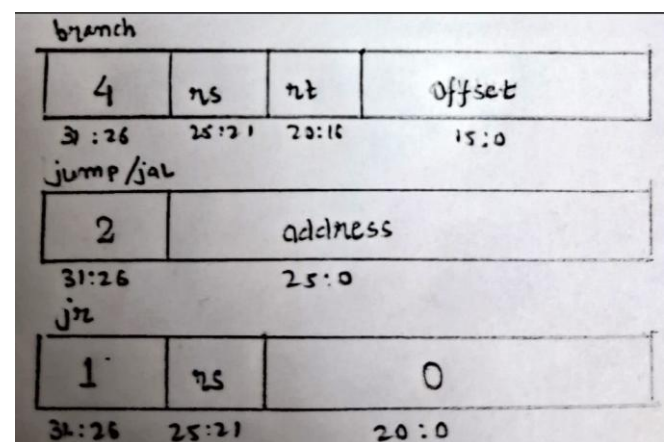 branch
4 rs rt offset
31:26 25:21 20:16 15:0
jump/jal
2 address
31:26 25:0
jr
1 rs 0
31:26 25:21 20:0